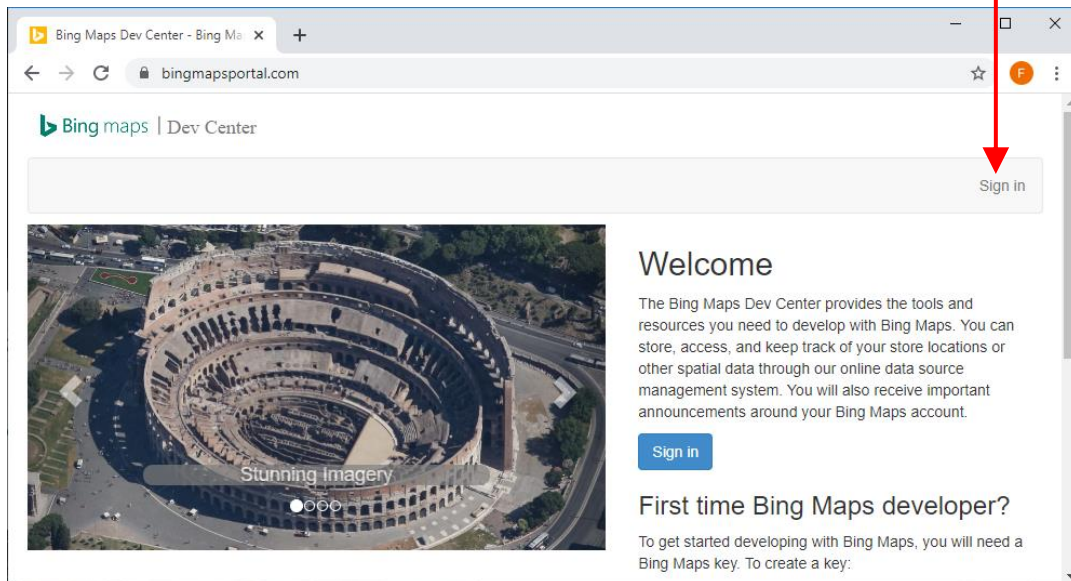 Bing Maps Dev Center - Bing Ma
bingmapsportal.com
F
Bing maps | Dev Center
Sign in
Stunning Imagery
Welcome
The Bing Maps Dev Center provides the tools and
resources you need to develop with Bing Maps. You can
store, access, and keep track of your store locations or
other spatial data through our online data source
management system. You will also receive important
announcements around your Bing Maps account.
Sign in
First time Bing Maps developer?
To get started developing with Bing Maps, you will need a
Bing Maps key. To create a key: